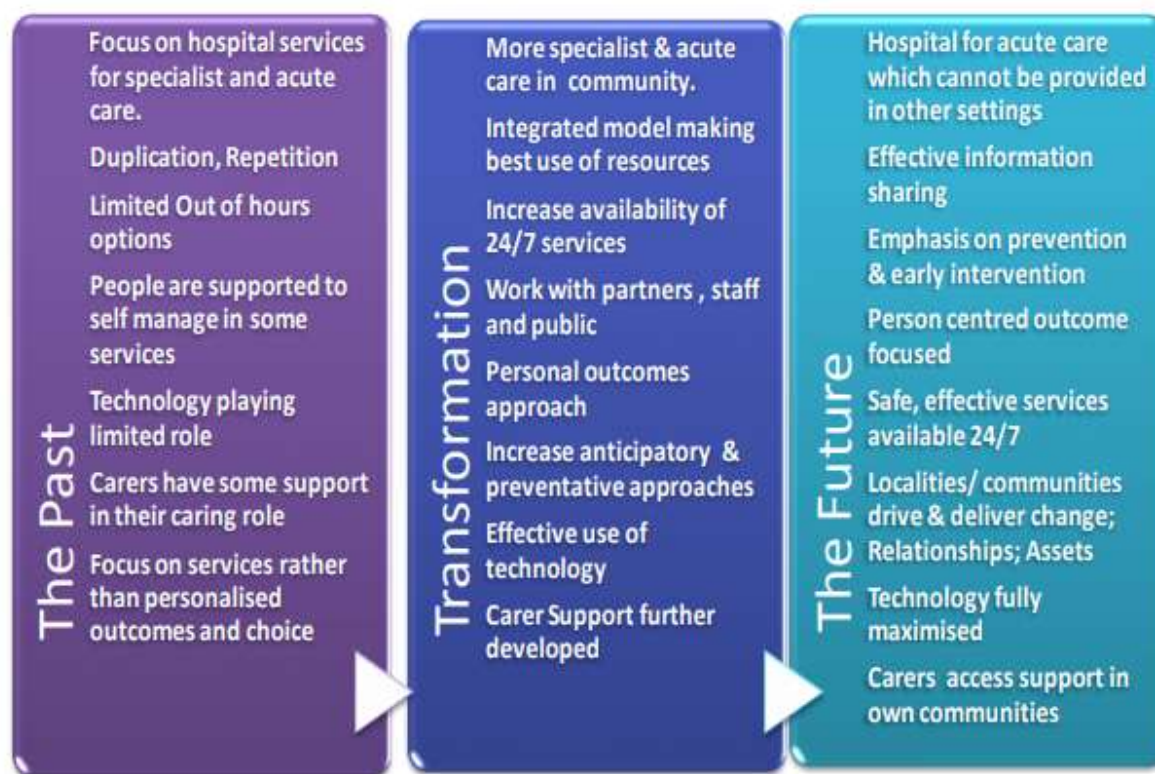 The Past
Focus on hospital services
for specialist and acute
care.
Duplication, Repetition
Limited Out of hours
options
People are supported to
self manage in some
services
Technology playing
limited role
Carers have some support
in their caring role
Focus on services rather
than personalised
outcomes and choice
Transformation
More specialist & acute
care in community.
Integrated model making
best use of resources
Increase availability of
24/7 services
Work with partners , staff
and public
Personal outcomes
approach
Increase anticipatory &
preventative approaches
Effective use of
technology
Carer Support further
developed
The Future
Hospital for acute care
which cannot be provided
in other settings
Effective information
sharing
Emphasis on prevention
& early intervention
Person centred outcome
focused
Safe, effective services
available 24/7
Localities/ communities
drive & deliver change;
Relationships; Assets
Technology fully
maximised
Carers access support in
own communities